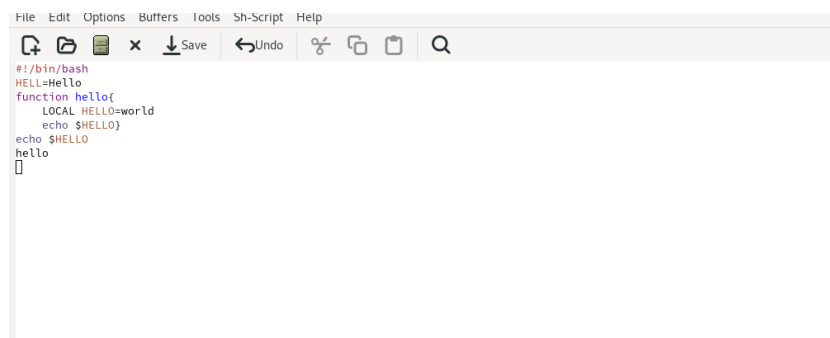 File Edit Options Buffers Tools Sh-Script Help
Save Undo
#!/bin/bash
HELL=Hello
function hello{
    LOCAL HELLO=world
    echo $HELLO}
echo $HELLO
hello